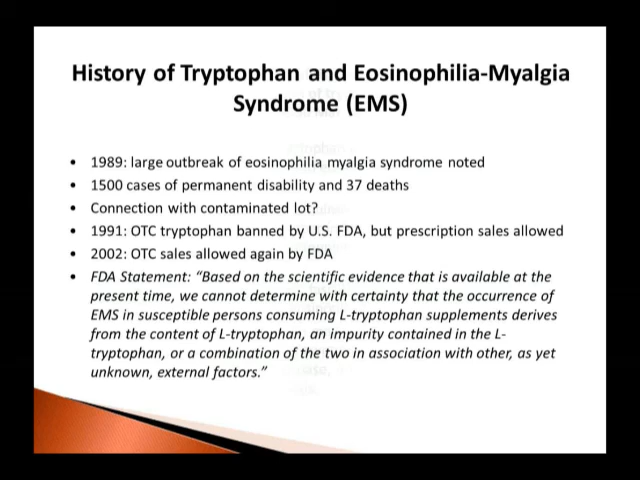 History of Tryptophan and Eosinophilia-Myalgia
Syndrome (EMS)
• 1989: large outbreak of eosinophilia myalgia syndrome noted
• 1500 cases of permanent disability and 37 deaths
• Connection with contaminated lot?
• 1991: OTC tryptophan banned by U.S. FDA, but prescription sales allowed
• 2002: OTC sales allowed again by FDA
• FDA Statement: “Based on the scientific evidence that is available at the
present time, we cannot determine with certainty that the occurrence of
EMS in susceptible persons consuming L-tryptophan supplements derives
from the content of L-tryptophan, an impurity contained in the L-
tryptophan, or a combination of the two in association with other, as yet
unknown, external factors.”